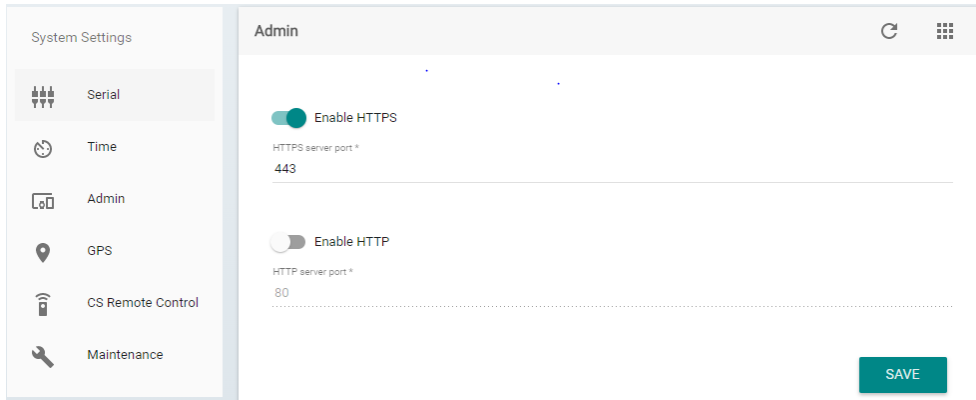 System Settings
Serial
Time
Admin
GPS
CS Remote Control
Maintenance
Admin
Enable HTTPS
HTTPS server port *
443
Enable HTTP
HTTP server port *
80
SAVE